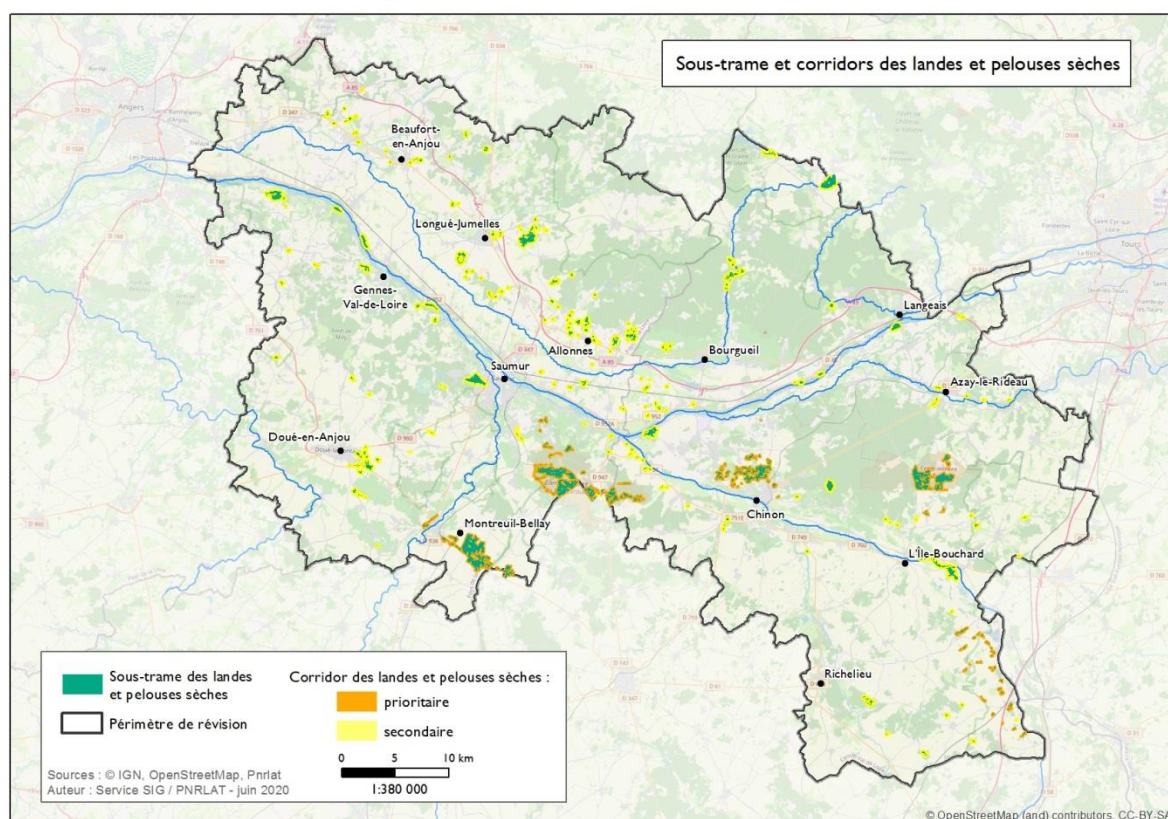 Sous-trame et corridors des landes et pelouses sèches
Angers
Beaufort-
en-Anjou
Longué-Jumelles
Gennes-
Val-de-Loire
Allonnes
Saumur
Bourgueil
Langeais
Tours
Azay-le-Rideau
Doué-en-Anjou
Chinon
Montreuil-Bellay
L'Île-Bouchard
Richelieu
Sous-trame des landes
et pelouses sèches
Périmètre de révision
Corridor des landes et pelouses sèches :
prioritaire
secondaire
0 5 10 km
1:380 000
Sources : © IGN, OpenStreetMap, Pnrlat
Auteur : Service SIG / PNRLAT - juin 2020
© OpenStreetMap (and) contributors, CC-BY-SA